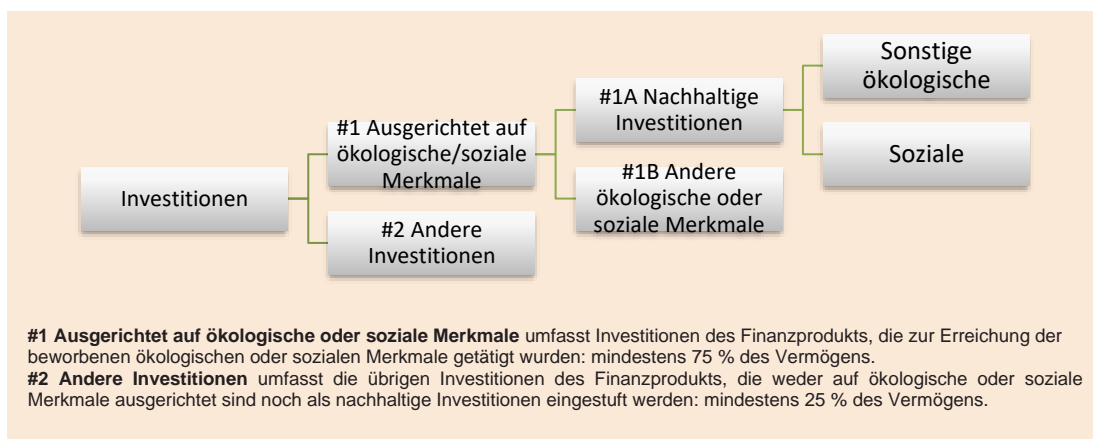 Sonstige
ökologische
#1A Nachhaltige
Investitionen
#1 Ausgerichtet auf
ökologische/soziale
Merkmale
Soziale
#1B Andere
ökologische oder
soziale Merkmale
Investitionen
#2 Andere
Investitionen
#1 Ausgerichtet auf ökologische oder soziale Merkmale umfasst Investitionen des Finanzprodukts, die zur Erreichung der
beworbenen ökologischen oder sozialen Merkmale getätigt wurden: mindestens 75 % des Vermögens.
#2 Andere Investitionen umfasst die übrigen Investitionen des Finanzprodukts, die weder auf ökologische oder soziale
Merkmale ausgerichtet sind noch als nachhaltige Investitionen eingestuft werden: mindestens 25 % des Vermögens.